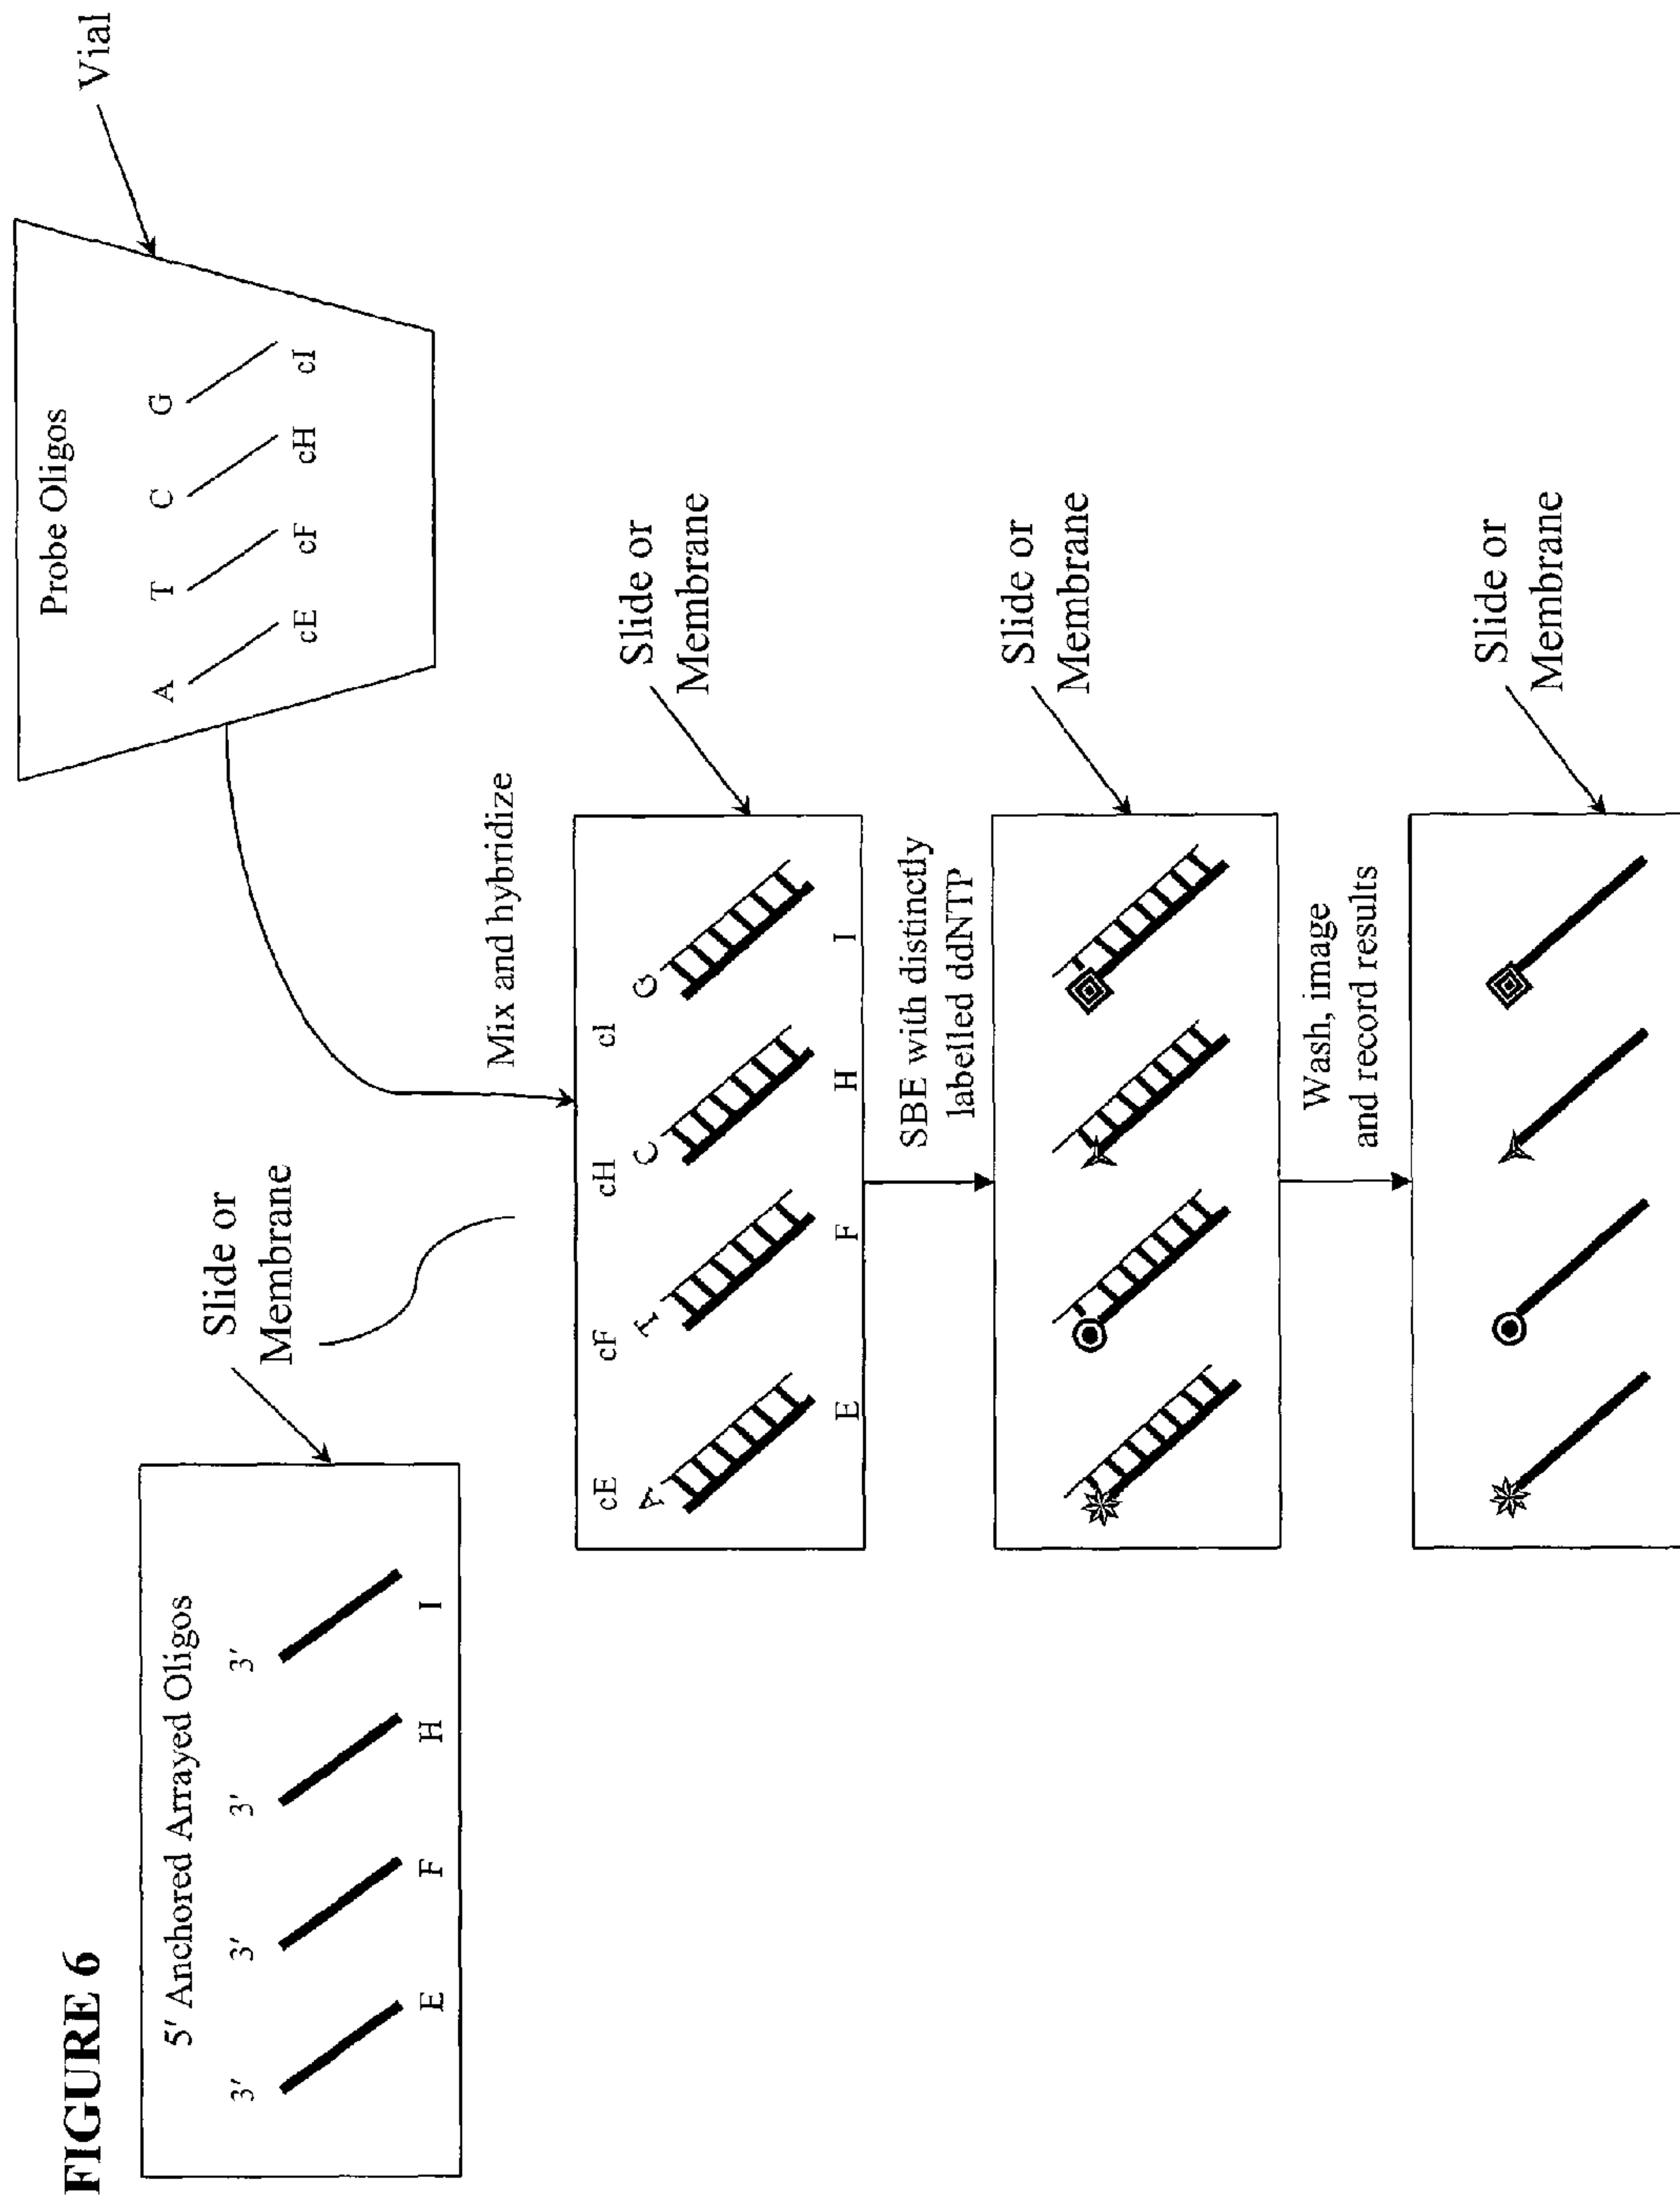 FIGURE 6
5' Anchored Arrayed Oligos
3' 3' 3' 3'
E F H I
Slide or
Membrane
Probe Oligos
A T C G
cE cF cH cI
Vial
Mix and hybridize
cE cF cH cI
A T C G
E F H I
Slide or
Membrane
SBE with distinctly
labelled ddNTP
Slide or
Membrane
Wash, image
and record results
Slide or
Membrane